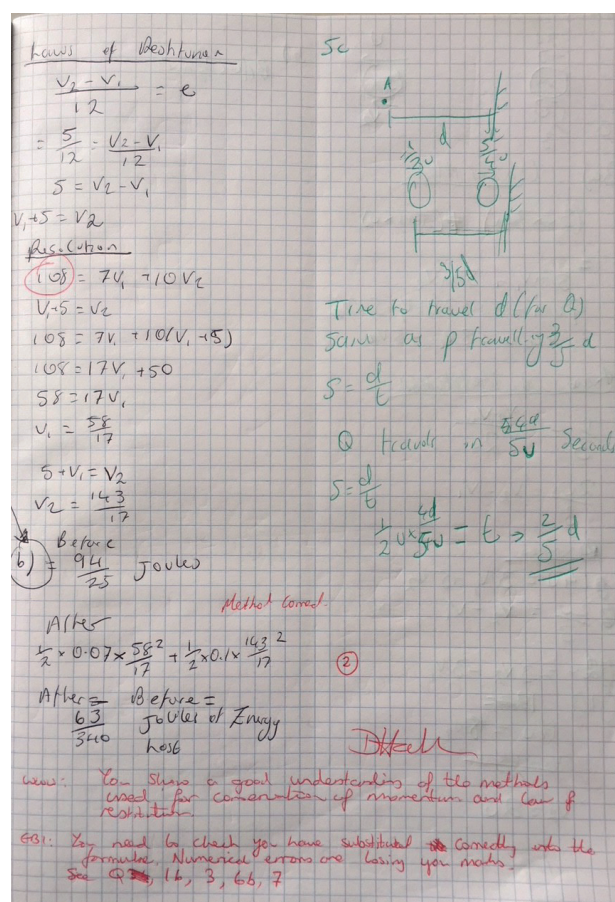 Laws of Restitution
V₂ - V₁ / 12 = e
= 5/12 = V₂ - V₁ / 12
5 = V₂ - V₁
V₁ + 5 = V₂
Resolution
108 = 7V₁ + 10V₂
V₁ + 5 = V₂
108 = 7V₁ + 10(V₁ + 5)
108 = 17V₁ + 50
58 = 17V₁
V₁ = 58/17
5 + V₁ = V₂
V₂ = 143/17
Before
b) = 94/25 Joules
Method Correct.
After
1/2 × 0.07 × 58/17² + 1/2 × 0.1 × 143/17²
After = Before =
63/340 Joules of Energy
lost
2
5c
A
d
1/2 u 5/4 u
3/5d
Time to travel d (for Q)
same as P travelling d
S = d/t
Q travels in 4d/5u Seconds
S = d/t
1/2 u × 4d/5u = t → 2/5 d
WWW: You show a good understanding of the methods
used for conservation of momentum and law of
restitution.
EBI: You need to check you have substituted correctly into the
formulae. Numerical errors are losing you marks.
See Q 1b, 3, 6b, 7